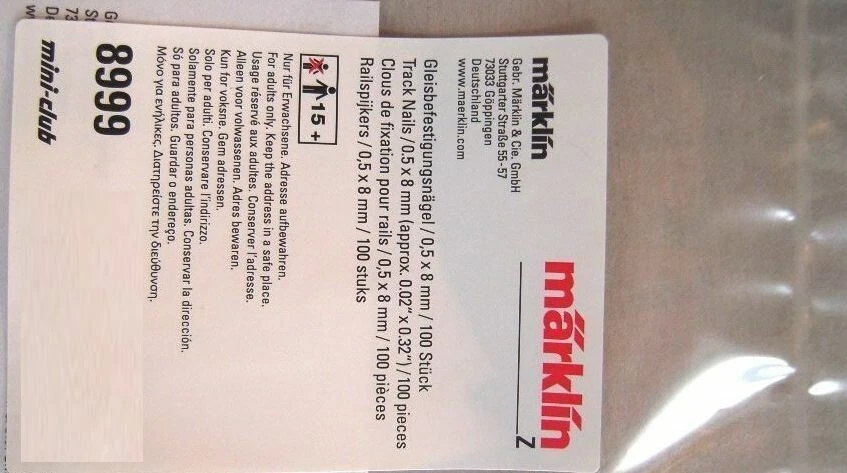 märklín
märklín
Z
Gebr. Märklin & Cie. GmbH
Stuttgarter Straße 55-57
73033 Göppingen
Deutschland
www.maerklin.com
Gleisbefestigungsnägel / 0,5 x 8 mm / 100 Stück
Track Nails / 0.5 x 8 mm (approx. 0.02" x 0.32") / 100 pieces
Clous de fixation pour rails / 0,5 x 8 mm / 100 pièces
Railspijkers / 0,5 x 8 mm / 100 stuks
15 +
Nur für Erwachsene. Adresse aufbewahren.
For adults only. Keep the address in a safe place.
Usage réservé aux adultes. Conserver l'adresse.
Alleen voor volwassenen. Adres bewaren.
Kun for voksne. Gem adressen.
Solo per adulti. Conservare l'indirizzo.
Solamente para personas adultas. Conservar la dirección.
Só para adultos. Guardar o endereço.
Μόνο για ενήλικες. Διατηρείστε την διεύθυνση.
8999
mini-club